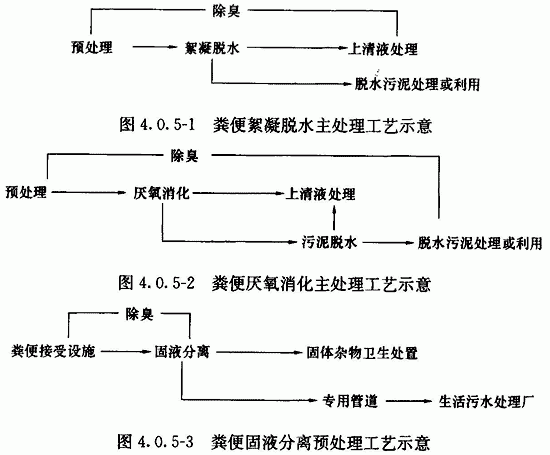 除臭
预处理 絮凝脱水 上清液处理
脱水污泥处理或利用
图 4.0.5-1 粪便絮凝脱水主处理工艺示意
除臭
预处理 厌氧消化 上清液处理
污泥脱水 脱水污泥处理或利用
图 4.0.5-2 粪便厌氧消化主处理工艺示意
除臭
粪便接受设施 固液分离 固体杂物卫生处置
专用管道 生活污水处理厂
图 4.0.5-3 粪便固液分离预处理工艺示意